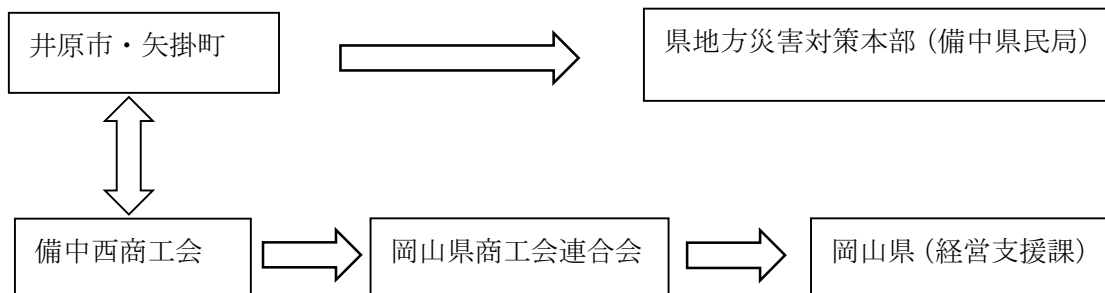 井原市・矢掛町
県地方災害対策本部（備中県民局）
備中西商工会
岡山県商工会連合会
岡山県（経営支援課）